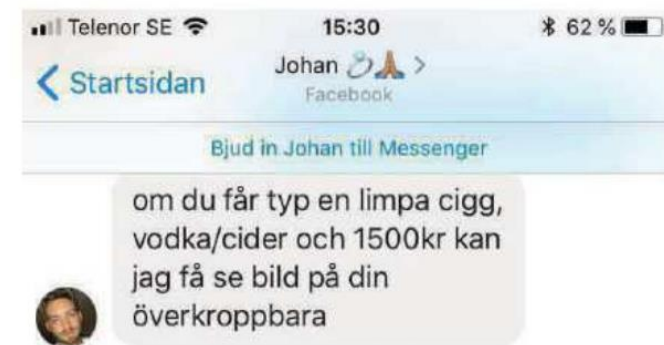 Telenor SE 15:30 62 %
Startsidan
Johan 💍🙏🏽 >
Facebook
Bjud in Johan till Messenger
om du får typ en limpa cigg,
vodka/cider och 1500kr kan
jag få se bild på din
överkroppbara